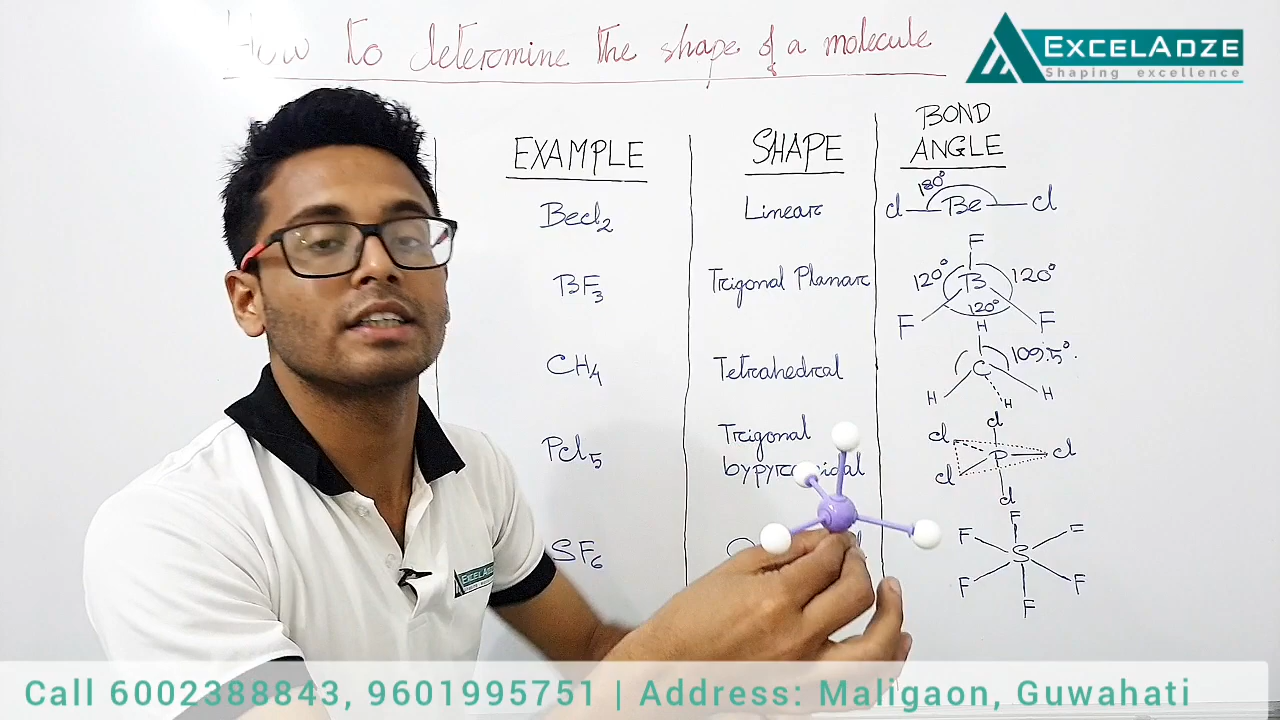 How to determine the shape of a molecule
EXCELADZE
Shaping excellence
EXAMPLE
SHAPE
BOND
ANGLE
BeCl2
Linear
180°
Cl Be Cl
BF3
Trigonal Planar
F
120° B 120°
120°
F F
CH4
Tetrahedral
H
C 109.5°.
H H H
PCl5
Trigonal
Cl
Cl P Cl
Cl
Cl
SF6
F
F F
S
F F
F
EXCELADZE
Call 6002388843, 9601995751 | Address: Maligaon, Guwahati